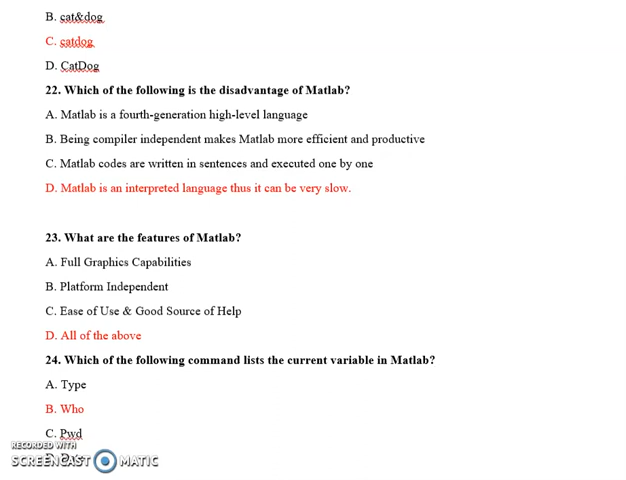 B. cat&dog
C. catdog
D. CatDog
22. Which of the following is the disadvantage of Matlab?
A. Matlab is a fourth-generation high-level language
B. Being compiler independent makes Matlab more efficient and productive
C. Matlab codes are written in sentences and executed one by one
D. Matlab is an interpreted language thus it can be very slow.
23. What are the features of Matlab?
A. Full Graphics Capabilities
B. Platform Independent
C. Ease of Use & Good Source of Help
D. All of the above
24. Which of the following command lists the current variable in Matlab?
A. Type
B. Who
C. Pwd
RECORDED WITH
SCREENCAST MATIC